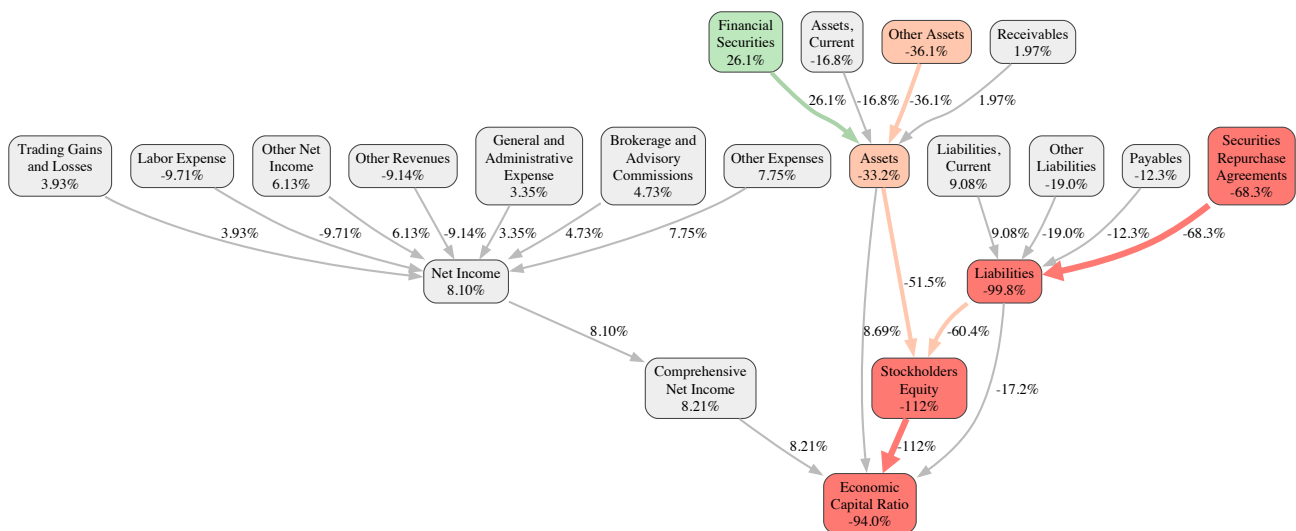 Financial
Securities
26.1%
Assets,
Current
-16.8%
Other Assets
-36.1%
Receivables
1.97%
26.1%
-16.8%
-36.1%
1.97%
Trading Gains
and Losses
3.93%
Labor Expense
-9.71%
Other Net
Income
6.13%
Other Revenues
-9.14%
General and
Administrative
Expense
3.35%
Brokerage and
Advisory
Commissions
4.73%
Other Expenses
7.75%
Assets
-33.2%
Liabilities,
Current
9.08%
Other
Liabilities
-19.0%
Payables
-12.3%
Securities
Repurchase
Agreements
-68.3%
3.93%
-9.71%
6.13%
-9.14%
3.35%
4.73%
7.75%
9.08%
-19.0%
-12.3%
-68.3%
Net Income
8.10%
-51.5%
Liabilities
-99.8%
8.10%
8.69%
-60.4%
Comprehensive
Net Income
8.21%
Stockholders
Equity
-112%
-17.2%
8.21%
-112%
Economic
Capital Ratio
-94.0%